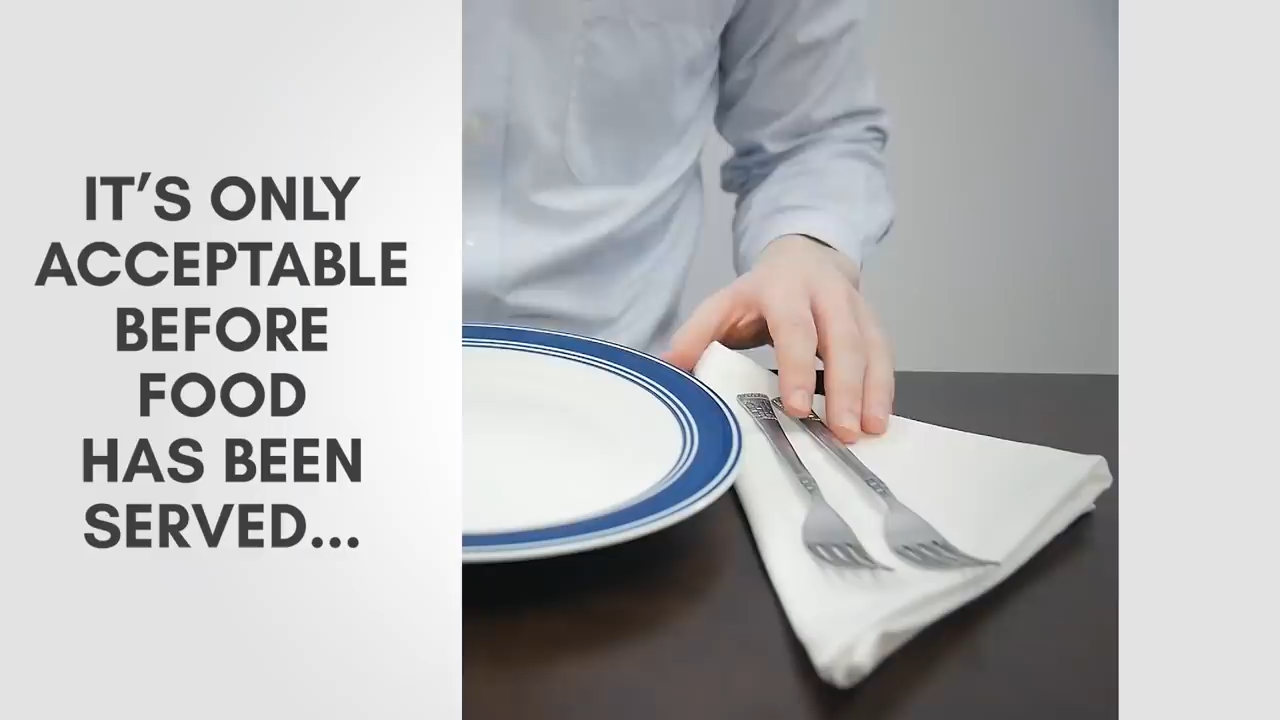 IT’S ONLY
ACCEPTABLE
BEFORE
FOOD
HAS BEEN
SERVED...